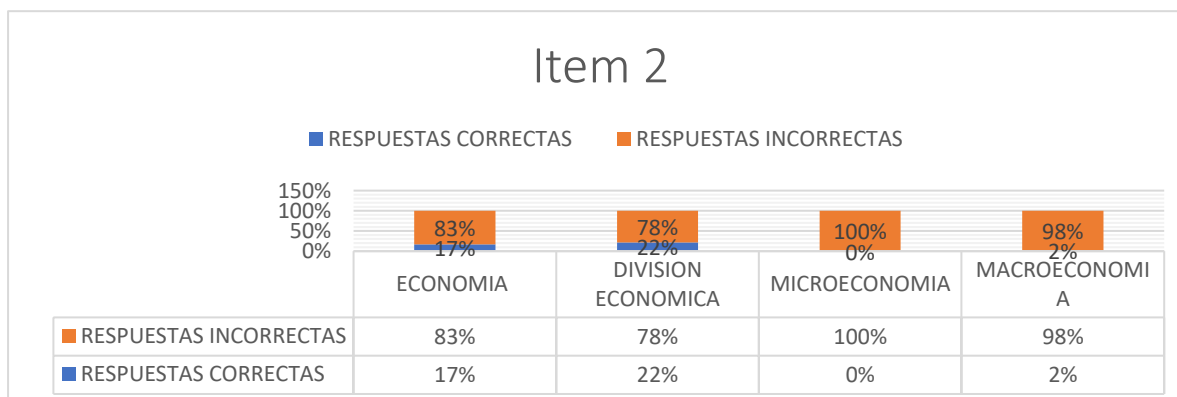 Item 2
RESPUESTAS CORRECTAS RESPUESTAS INCORRECTAS
150%
100%
50%
0%
83% 78% 100% 98%
17% 22% 0% 2%
ECONOMIA DIVISION ECONOMICA MICROECONOMIA MACROECONOMI A
RESPUESTAS INCORRECTAS 83% 78% 100% 98%
RESPUESTAS CORRECTAS 17% 22% 0% 2%